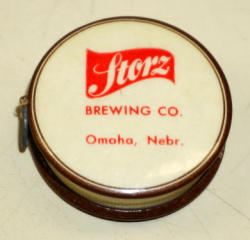 Storz
BREWING CO.
Omaha, Nebr.